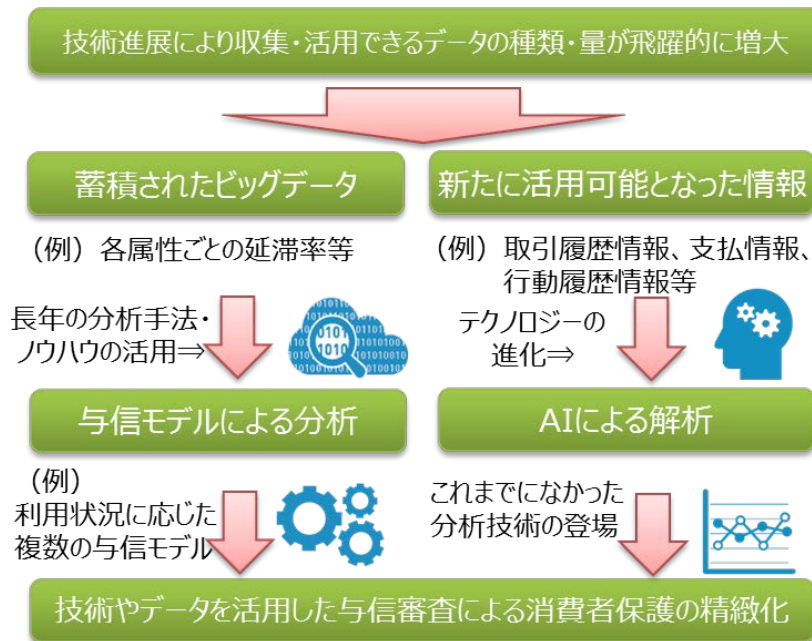 技術進展により収集・活用できるデータの種類・量が飛躍的に増大
蓄積されたビッグデータ
（例）各属性ごとの延滞率等
長年の分析手法・
ノウハウの活用⇒
与信モデルによる分析
（例）
利用状況に応じた
複数の与信モデル
新たに活用可能となった情報
（例）取引履歴情報、支払情報、
行動履歴情報等
テクノロジーの
進化⇒
AIによる解析
これまでになかった
分析技術の登場
技術やデータを活用した与信審査による消費者保護の精緻化